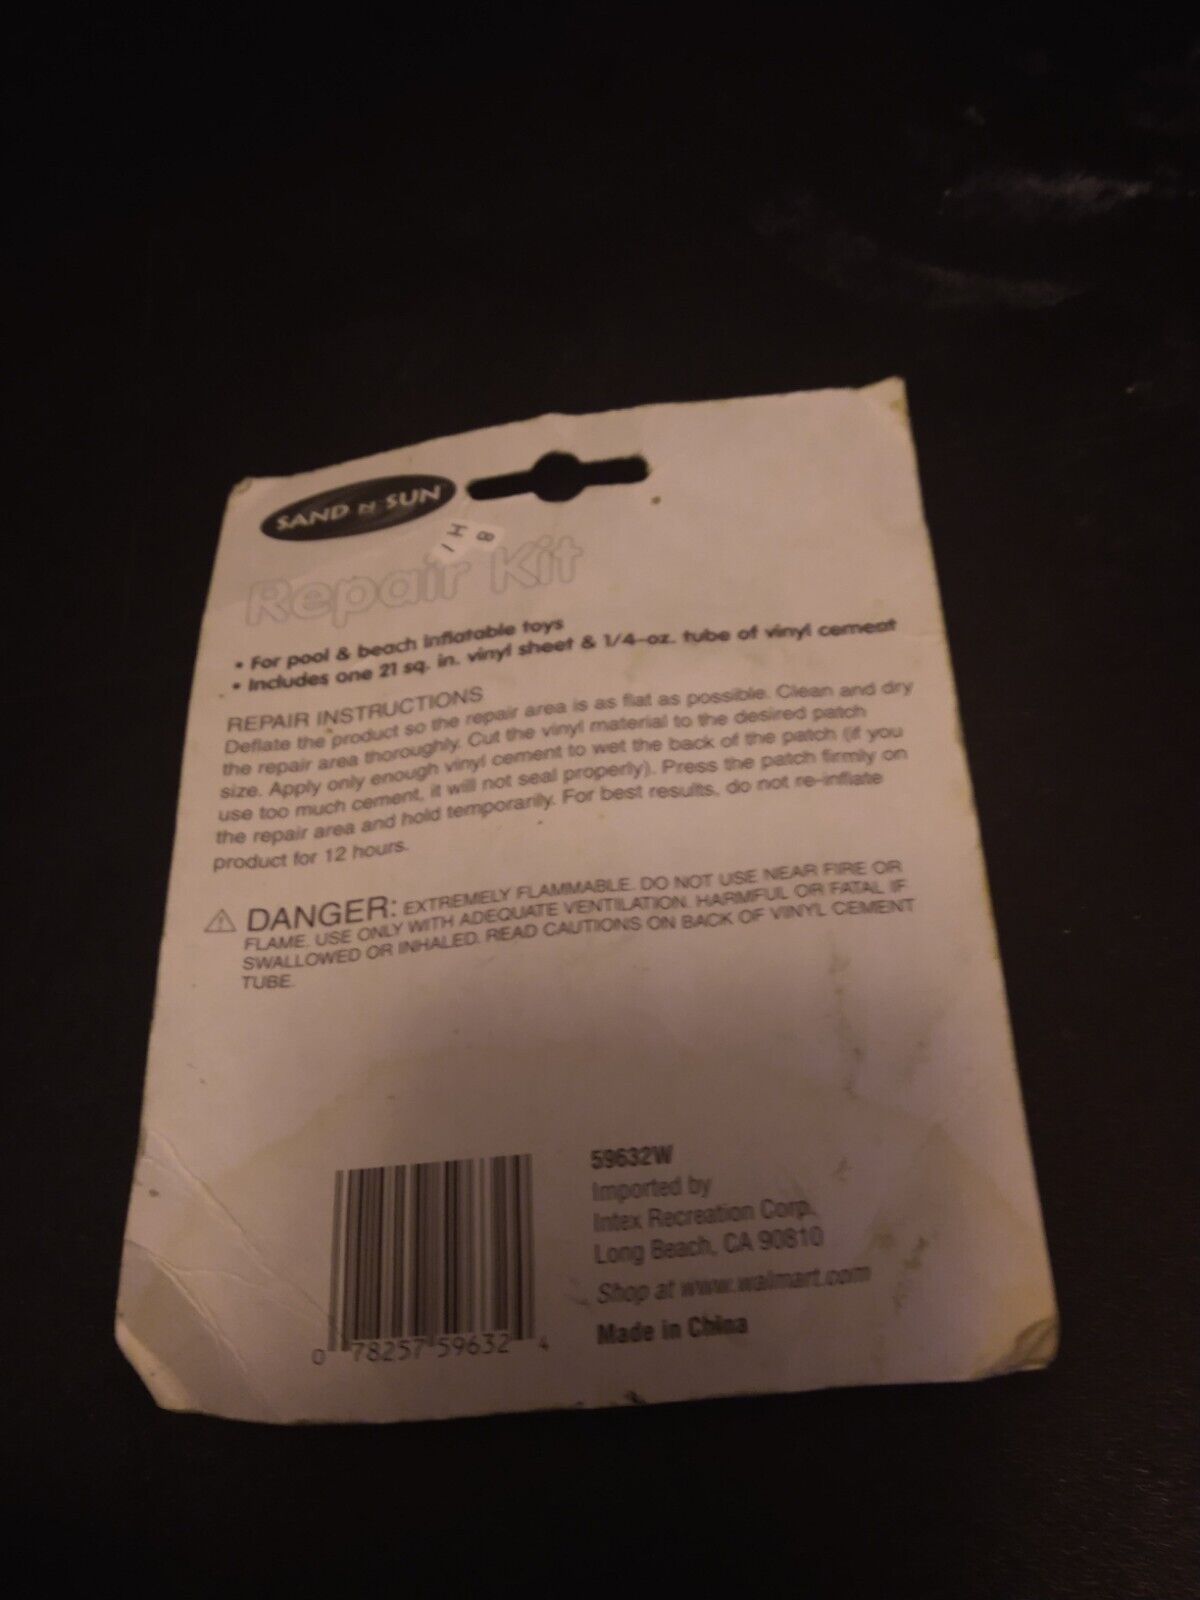 SAND N SUN
8
H I
Repair Kit
• For pool & beach inflatable toys
• Includes one 21 sq. in. vinyl sheet & 1/4-oz. tube of vinyl cement
REPAIR INSTRUCTIONS
Deflate the product so the repair area is as flat as possible. Clean and dry
the repair area thoroughly. Cut the vinyl material to the desired patch
size. Apply only enough vinyl cement to wet the back of the patch (if you
use too much cement, it will not seal properly). Press the patch firmly on
the repair area and hold temporarily. For best results, do not re-inflate
product for 12 hours.
⚠ DANGER: EXTREMELY FLAMMABLE. DO NOT USE NEAR FIRE OR
FLAME. USE ONLY WITH ADEQUATE VENTILATION. HARMFUL OR FATAL IF
SWALLOWED OR INHALED. READ CAUTIONS ON BACK OF VINYL CEMENT
TUBE.
59632W
Imported by
Intex Recreation Corp.
Long Beach, CA 90810
Shop at www.walmart.com
Made in China
0 78257 59632 4